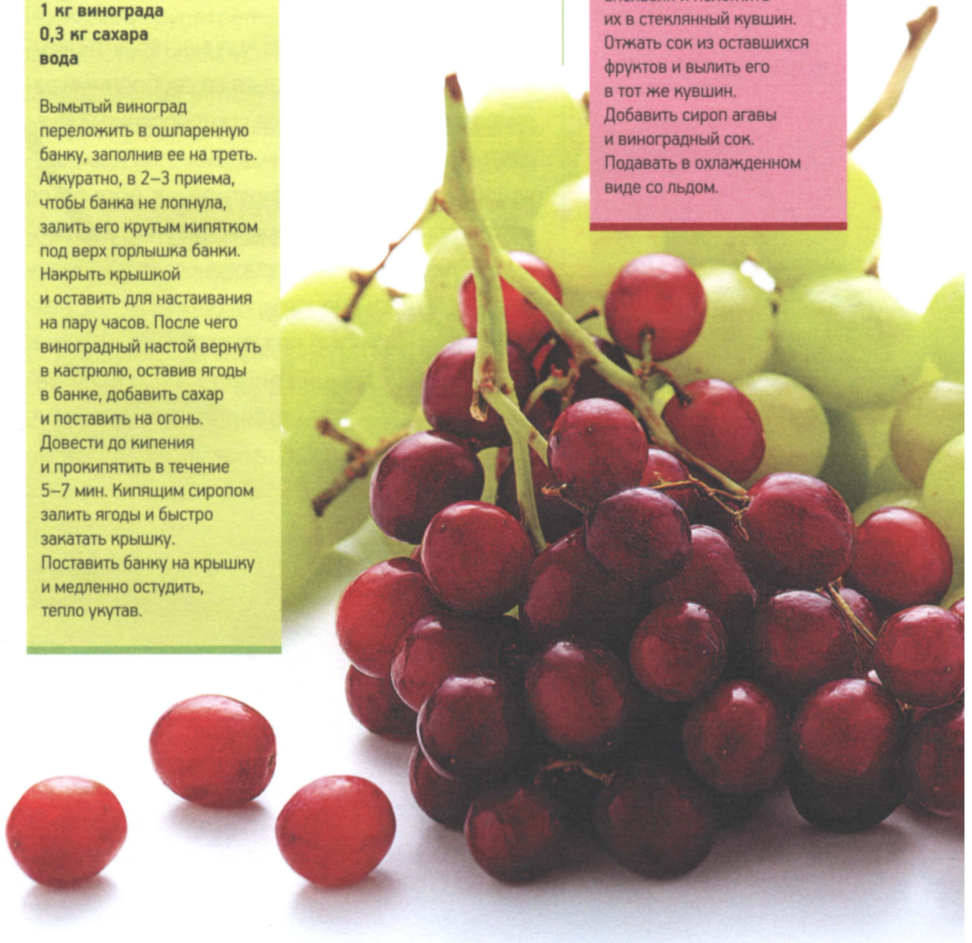 1 кг винограда
0,3 кг сахара
вода
Вымытый виноград
переложить в ошпаренную
банку, заполнив ее на треть.
Аккуратно, в 2–3 приема,
чтобы банка не лопнула,
залить его крутым кипятком
под верх горлышка банки.
Накрыть крышкой
и оставить для настаивания
на пару часов. После чего
виноградный настой вернуть
в кастрюлю, оставив ягоды
в банке, добавить сахар
и поставить на огонь.
Довести до кипения
и прокипятить в течение
5–7 мин. Кипящим сиропом
залить ягоды и быстро
закатать крышку.
Поставить банку на крышку
и медленно остудить,
тепло укутав.
их в стеклянный кувшин.
Отжать сок из оставшихся
фруктов и вылить его
в тот же кувшин.
Добавить сироп агавы
и виноградный сок.
Подавать в охлажденном
виде со льдом.